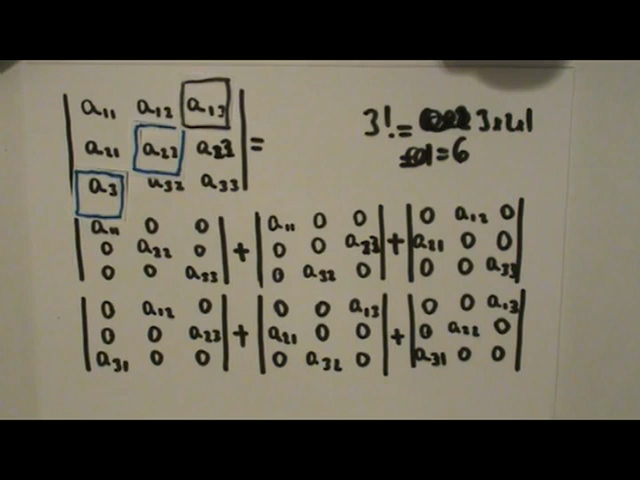 |a11 a12 a13|
|a21 a22 a23| =
|a3 a32 a33|
3! = 3x2x1
= 6
|a11 0 0| |a11 0 0| |0 a12 0|
|0 a22 0| + |0 0 a23| + |a21 0 0|
|0 0 a33| |0 a32 0| |0 0 a33|
|0 a12 0| |0 0 a13| |0 0 a13|
|0 0 a23| + |a21 0 0| + |0 a22 0|
|a31 0 0| |0 a32 0| |a31 0 0|